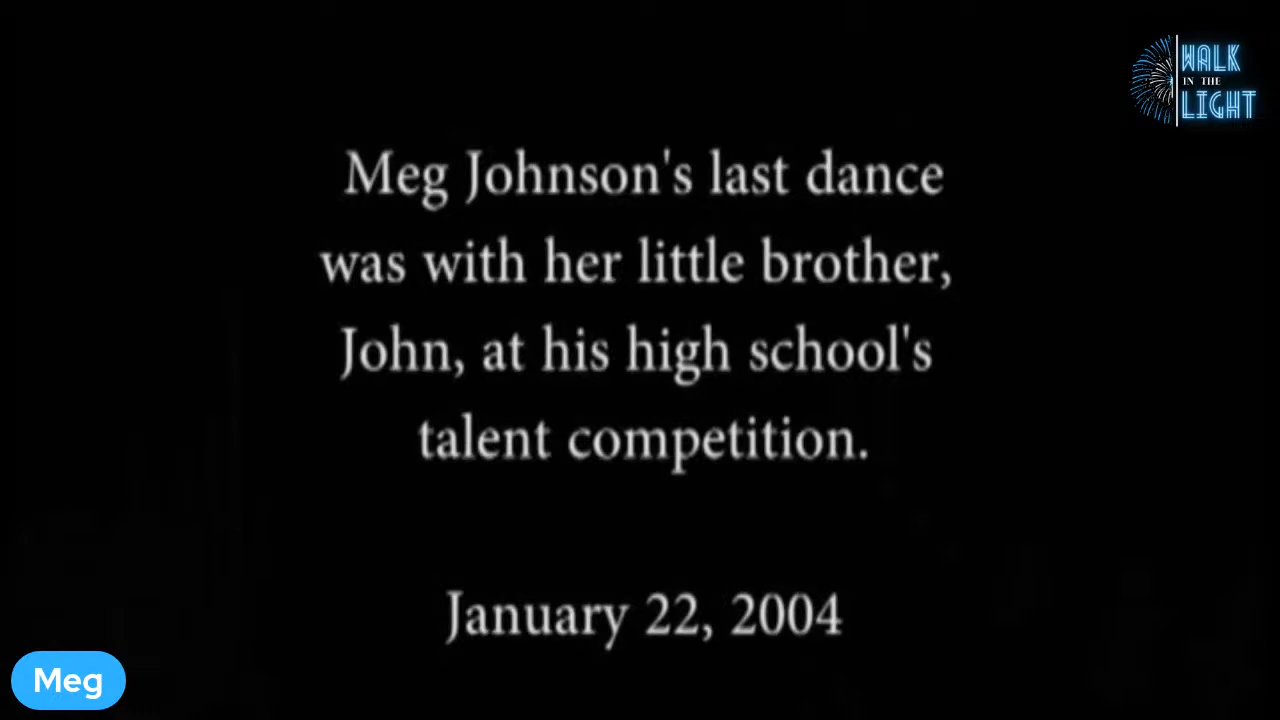 WALK
IN THE
LIGHT
Meg Johnson's last dance
was with her little brother,
John, at his high school's
talent competition.
January 22, 2004
Meg